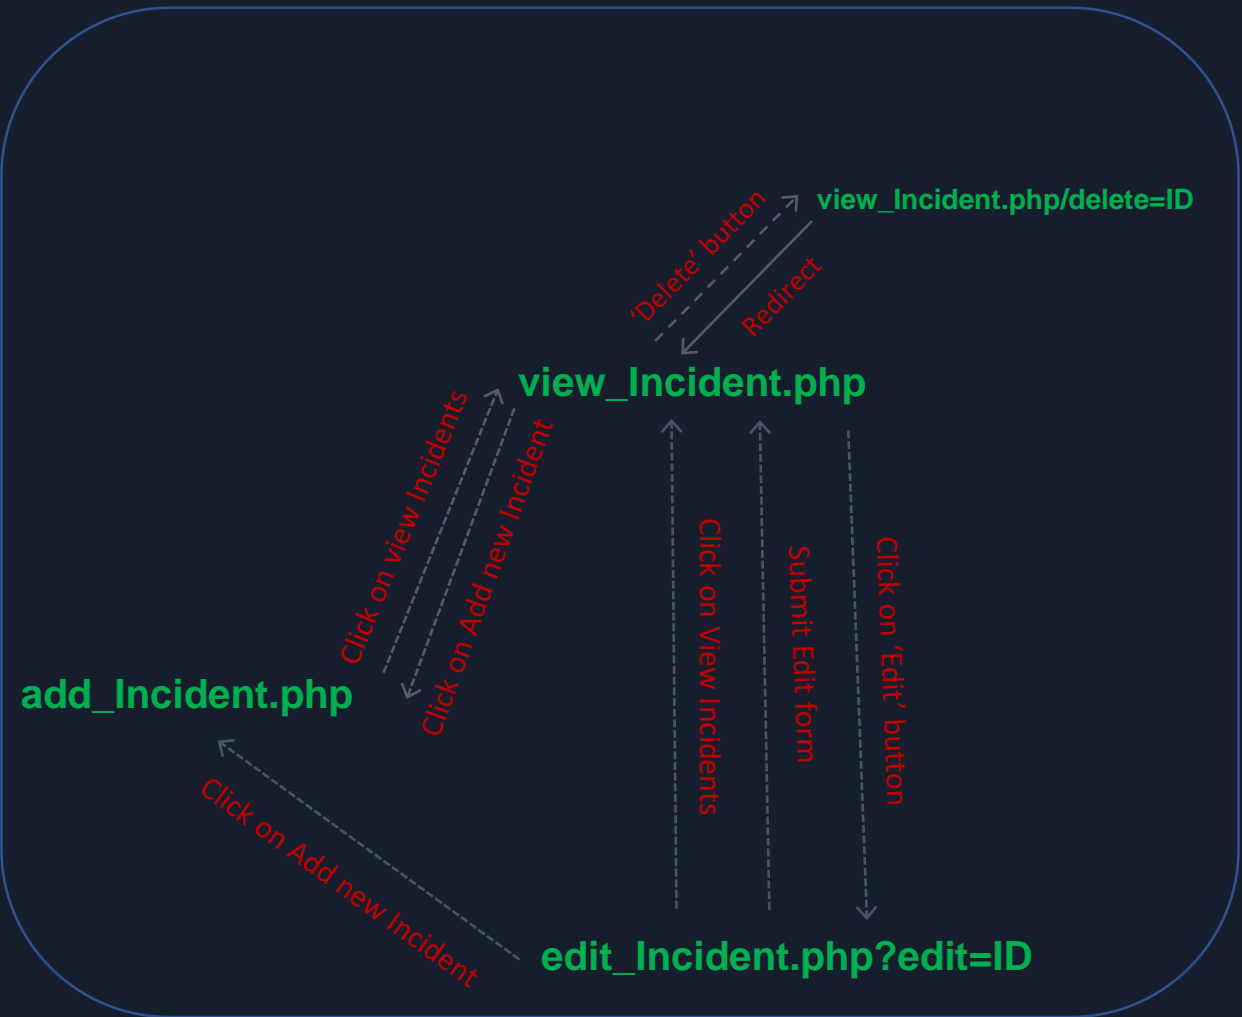 view_Incident.php/delete=ID
‘Delete’ button
Redirect
view_Incident.php
Click on view Incidents
Click on Add new Incident
Click on View Incidents
Submit Edit form
Click on ‘Edit’ button
add_Incident.php
Click on Add new Incident
edit_Incident.php?edit=ID